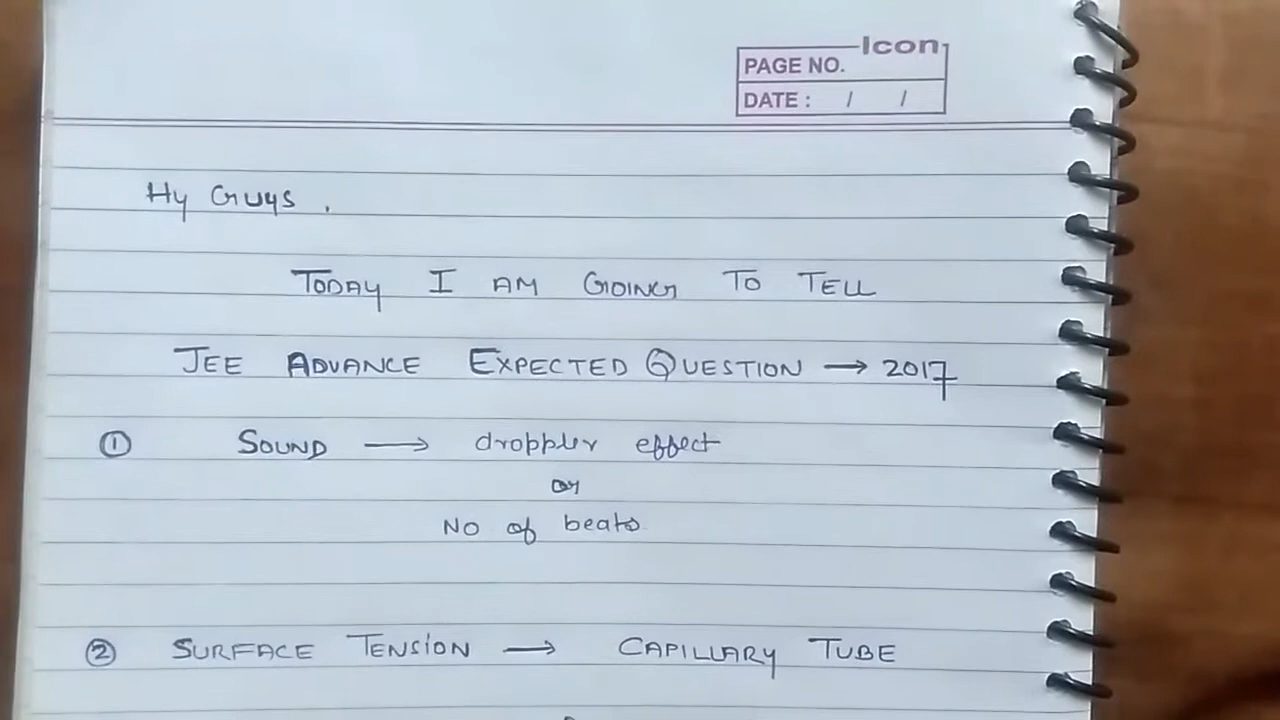 Icon
PAGE NO.
DATE : / /
Hy Guys .
TODAY I AM GOING TO TELL
JEE ADVANCE EXPECTED QUESTION → 2017
① SOUND → droppler effect
or
NO of beats
② SURFACE TENSION → CAPILLARY TUBE